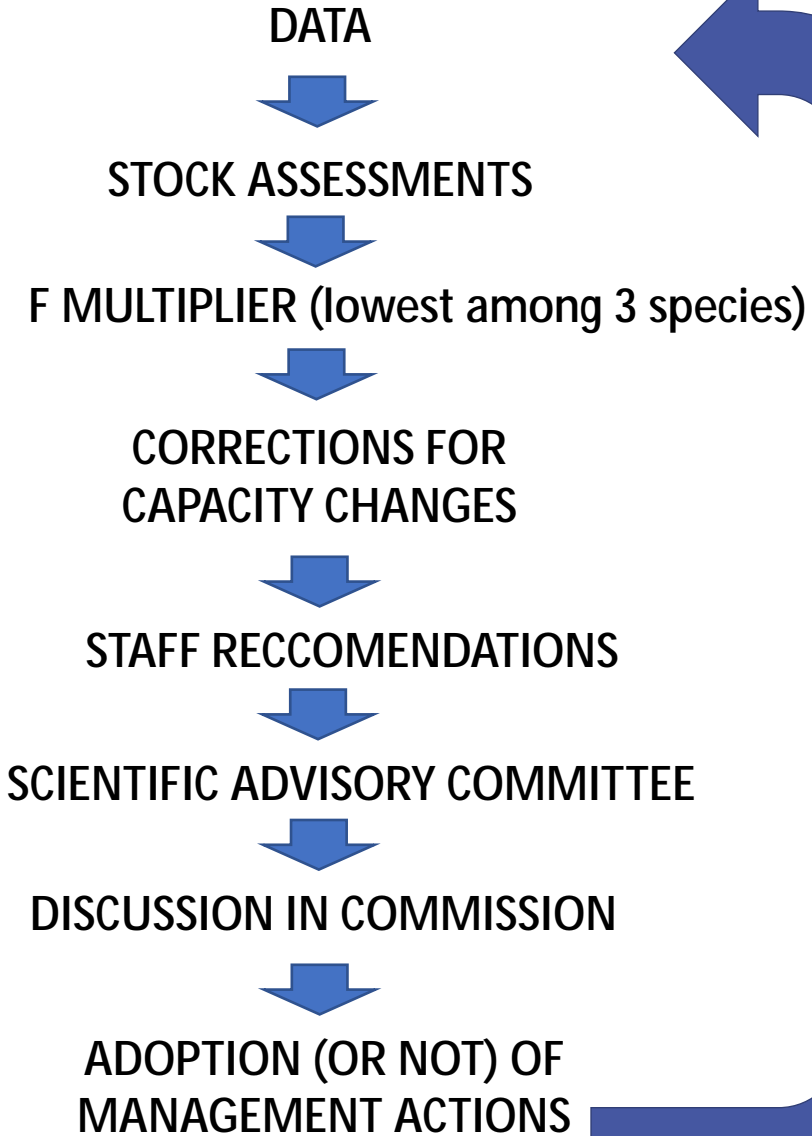 DATA
STOCK ASSESSMENTS
F MULTIPLIER (lowest among 3 species)
CORRECTIONS FOR
CAPACITY CHANGES
STAFF RECCOMENDATIONS
SCIENTIFIC ADVISORY COMMITTEE
DISCUSSION IN COMMISSION
ADOPTION (OR NOT) OF
MANAGEMENT ACTIONS